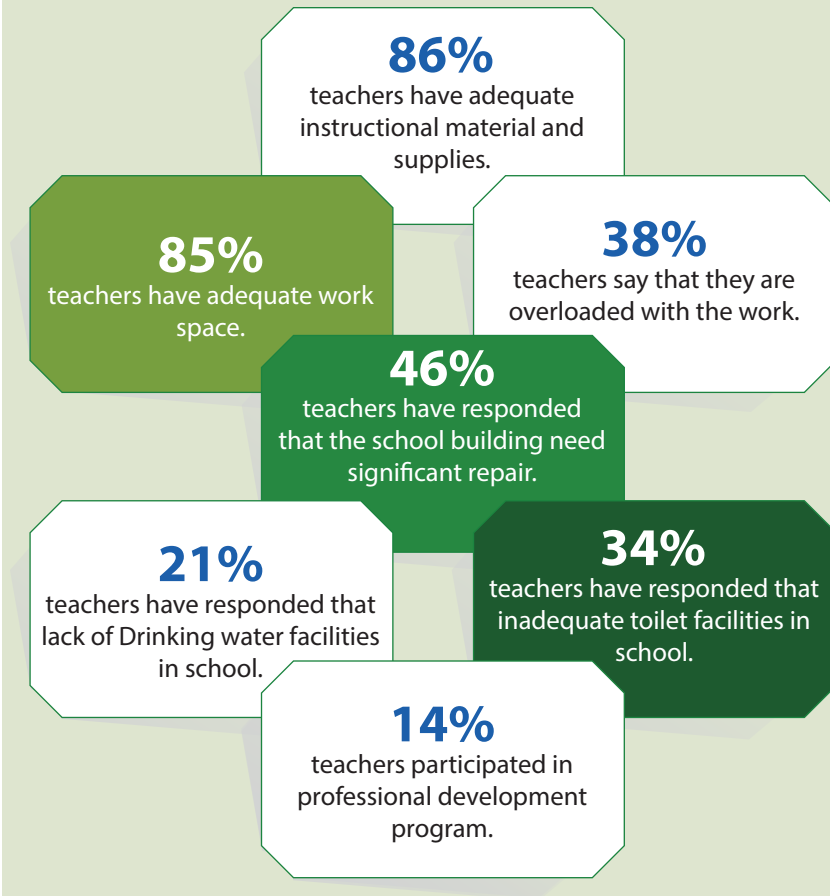 86%
teachers have adequate
instructional material and
supplies.
85%
teachers have adequate work
space.
38%
teachers say that they are
overloaded with the work.
46%
teachers have responded
that the school building need
significant repair.
21%
teachers have responded that
lack of Drinking water facilities
in school.
34%
teachers have responded that
inadequate toilet facilities in
school.
14%
teachers participated in
professional development
program.